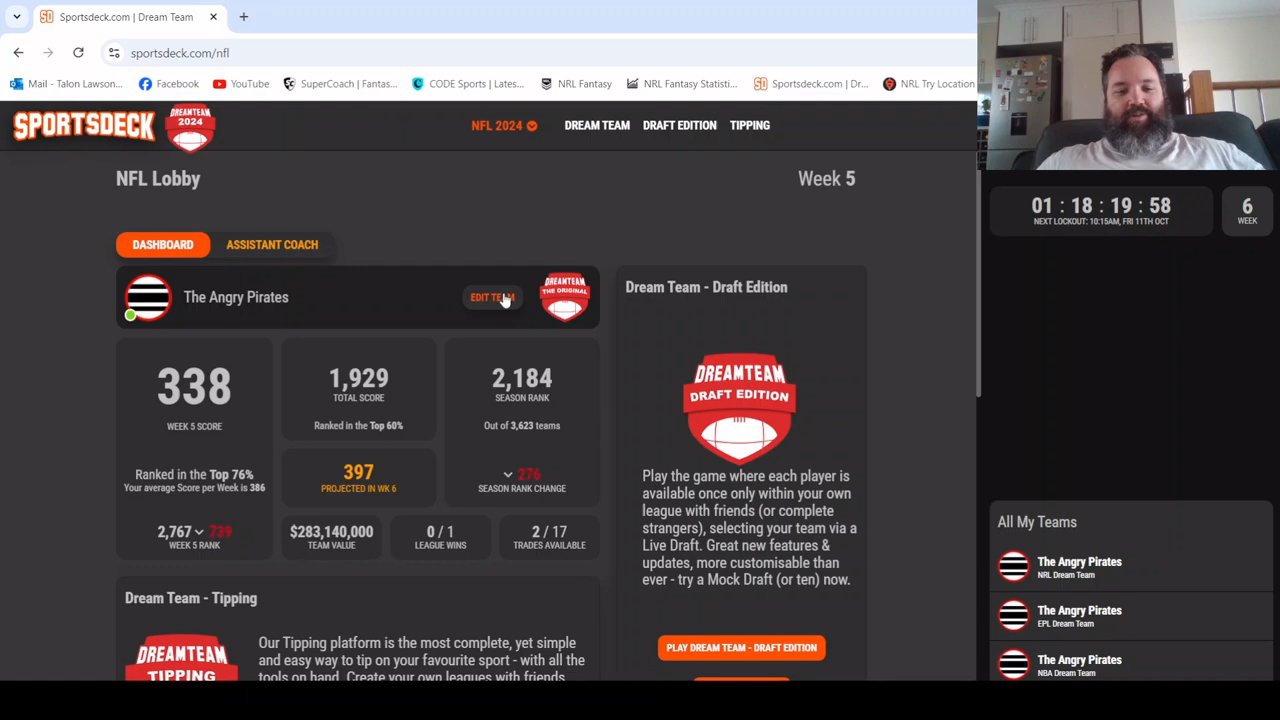 Sportsdeck.com | Dream Team
sportsdeck.com/nfl
Mail - Talon Lawson... Facebook YouTube SuperCoach | Fantas... CODE Sports | Lates... NRL Fantasy NRL Fantasy Statisti... Sportsdeck.com | Dr... NRL Try Location
SPORTSDECK DREAMTEAM 2024 NFL 2024 DREAM TEAM DRAFT EDITION TIPPING
NFL Lobby Week 5
01 : 18 : 19 : 58
NEXT LOCKOUT: 10:15AM, FRI 11TH OCT
6
WEEK
DASHBOARD ASSISTANT COACH
The Angry Pirates EDIT TEAM DREAMTEAM THE ORIGINAL
338
WEEK 5 SCORE
Ranked in the Top 76%
Your average Score per Week is 386
2,767 739
WEEK 5 RANK
1,929
TOTAL SCORE
Ranked in the Top 60%
397
PROJECTED IN WK 6
2,184
SEASON RANK
Out of 3,623 teams
276
SEASON RANK CHANGE
$283,140,000
TEAM VALUE
0 / 1
LEAGUE WINS
2 / 17
TRADES AVAILABLE
Dream Team - Draft Edition
DREAMTEAM
DRAFT EDITION
Play the game where each player is
available once only within your own
league with friends (or complete
strangers), selecting your team via a
Live Draft. Great new features &
updates, more customisable than
ever - try a Mock Draft (or ten) now.
PLAY DREAM TEAM - DRAFT EDITION
Dream Team - Tipping
DREAMTEAM
TIPPING
Our Tipping platform is the most complete, yet simple
and easy way to tip on your favourite sport - with all the
tools on hand. Create your own leagues with friends
All My Teams
The Angry Pirates
NRL Dream Team
The Angry Pirates
EPL Dream Team
The Angry Pirates
NBA Dream Team